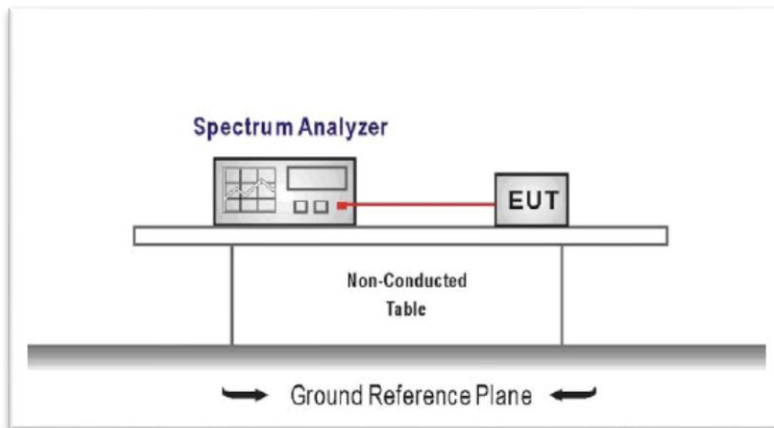 Spectrum Analyzer
EUT
Non-Conducted
Table
Ground Reference Plane